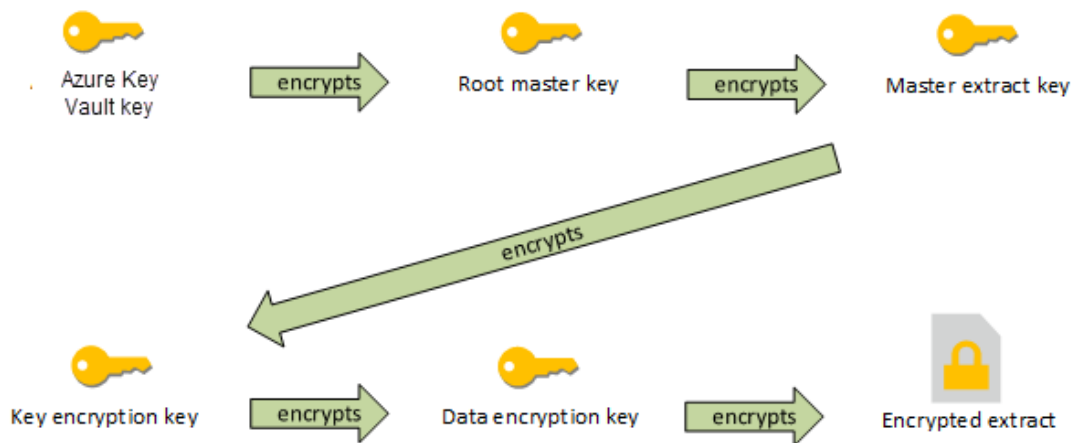 Azure Key
Vault key
encrypts
Root master key
encrypts
Master extract key
encrypts
Key encryption key
encrypts
Data encryption key
encrypts
Encrypted extract